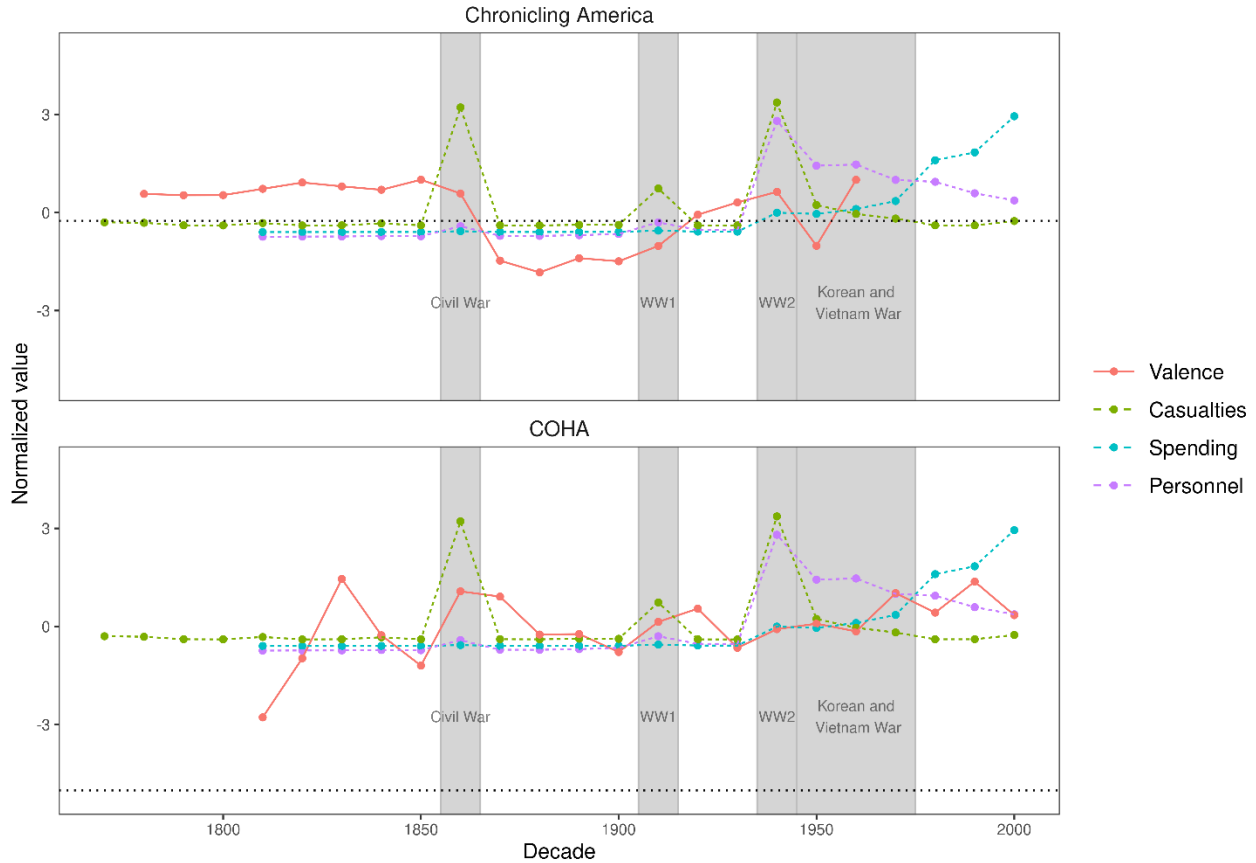 Chronicling America
3
0
-3
Civil War
WW1
WW2
Korean and
Vietnam War
Normalized value
COHA
3
0
-3
Civil War
WW1
WW2
Korean and
Vietnam War
1800
1850
1900
1950
2000
Decade
Valence
Casualties
Spending
Personnel